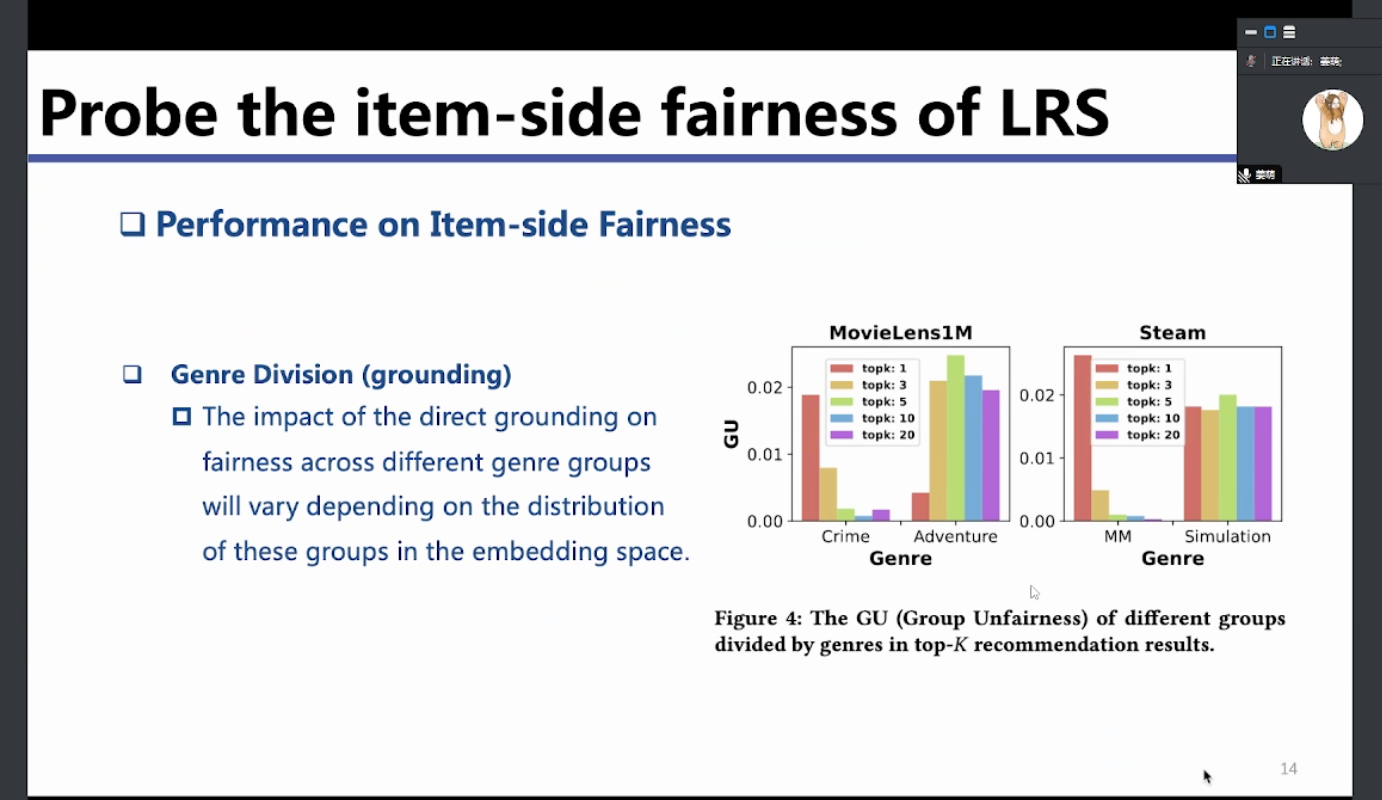 Probe the item-side fairness of LRS
正在讲话: 姜萌;
姜萌
Performance on Item-side Fairness
Genre Division (grounding)
The impact of the direct grounding on
fairness across different genre groups
will vary depending on the distribution
of these groups in the embedding space.
MovieLens1M
GU
0.02
0.01
0.00
topk: 1
topk: 3
topk: 5
topk: 10
topk: 20
Crime
Adventure
Genre
Steam
0.02
0.01
0.00
topk: 1
topk: 3
topk: 5
topk: 10
topk: 20
MM
Simulation
Genre
Figure 4: The GU (Group Unfairness) of different groups
divided by genres in top-K recommendation results.
14